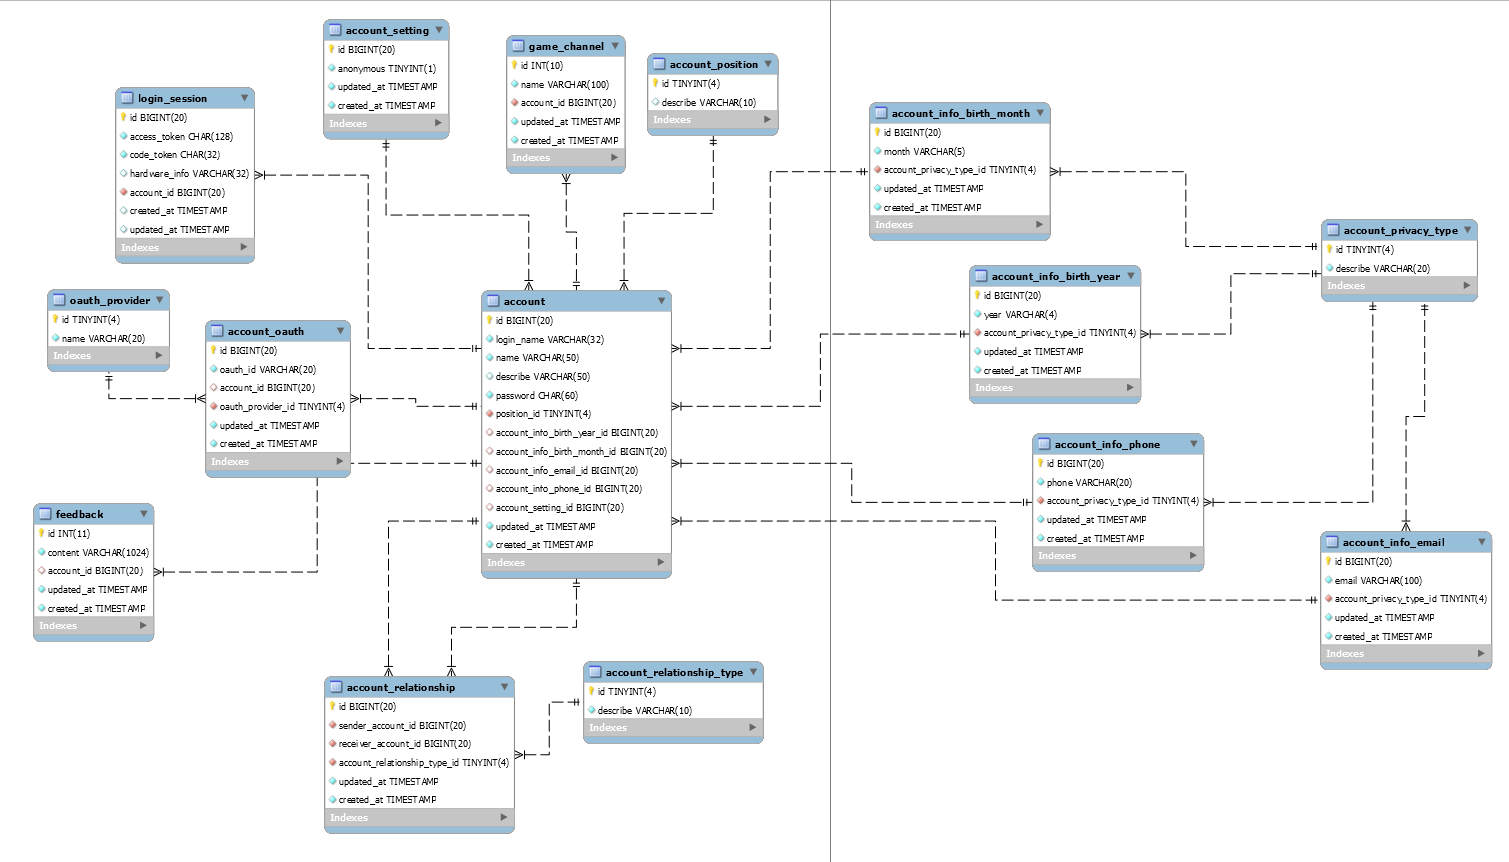 account_setting
id BIGINT(20)
anonymous TINYINT(1)
updated_at TIMESTAMP
created_at TIMESTAMP
Indexes
game_channel
id INT(10)
name VARCHAR(100)
account_id BIGINT(20)
updated_at TIMESTAMP
created_at TIMESTAMP
Indexes
account_position
id TINYINT(4)
describe VARCHAR(10)
Indexes
login_session
id BIGINT(20)
access_token CHAR(128)
code_token CHAR(32)
hardware_info VARCHAR(32)
account_id BIGINT(20)
created_at TIMESTAMP
updated_at TIMESTAMP
Indexes
account_info_birth_month
id BIGINT(20)
month VARCHAR(5)
account_privacy_type_id TINYINT(4)
updated_at TIMESTAMP
created_at TIMESTAMP
Indexes
account_privacy_type
id TINYINT(4)
describe VARCHAR(20)
Indexes
account_info_birth_year
id BIGINT(20)
year VARCHAR(4)
account_privacy_type_id TINYINT(4)
updated_at TIMESTAMP
created_at TIMESTAMP
Indexes
oauth_provider
id TINYINT(4)
name VARCHAR(20)
Indexes
account_oauth
id BIGINT(20)
oauth_id VARCHAR(20)
account_id BIGINT(20)
oauth_provider_id TINYINT(4)
updated_at TIMESTAMP
created_at TIMESTAMP
Indexes
account
id BIGINT(20)
login_name VARCHAR(32)
name VARCHAR(50)
describe VARCHAR(50)
password CHAR(60)
position_id TINYINT(4)
account_info_birth_year_id BIGINT(20)
account_info_birth_month_id BIGINT(20)
account_info_email_id BIGINT(20)
account_info_phone_id BIGINT(20)
account_setting_id BIGINT(20)
updated_at TIMESTAMP
created_at TIMESTAMP
Indexes
account_info_phone
id BIGINT(20)
phone VARCHAR(20)
account_privacy_type_id TINYINT(4)
updated_at TIMESTAMP
created_at TIMESTAMP
Indexes
feedback
id INT(11)
content VARCHAR(1024)
account_id BIGINT(20)
updated_at TIMESTAMP
created_at TIMESTAMP
Indexes
account_info_email
id BIGINT(20)
email VARCHAR(100)
account_privacy_type_id TINYINT(4)
updated_at TIMESTAMP
created_at TIMESTAMP
Indexes
account_relationship
id BIGINT(20)
sender_account_id BIGINT(20)
receiver_account_id BIGINT(20)
account_relationship_type_id TINYINT(4)
updated_at TIMESTAMP
created_at TIMESTAMP
Indexes
account_relationship_type
id TINYINT(4)
describe VARCHAR(10)
Indexes